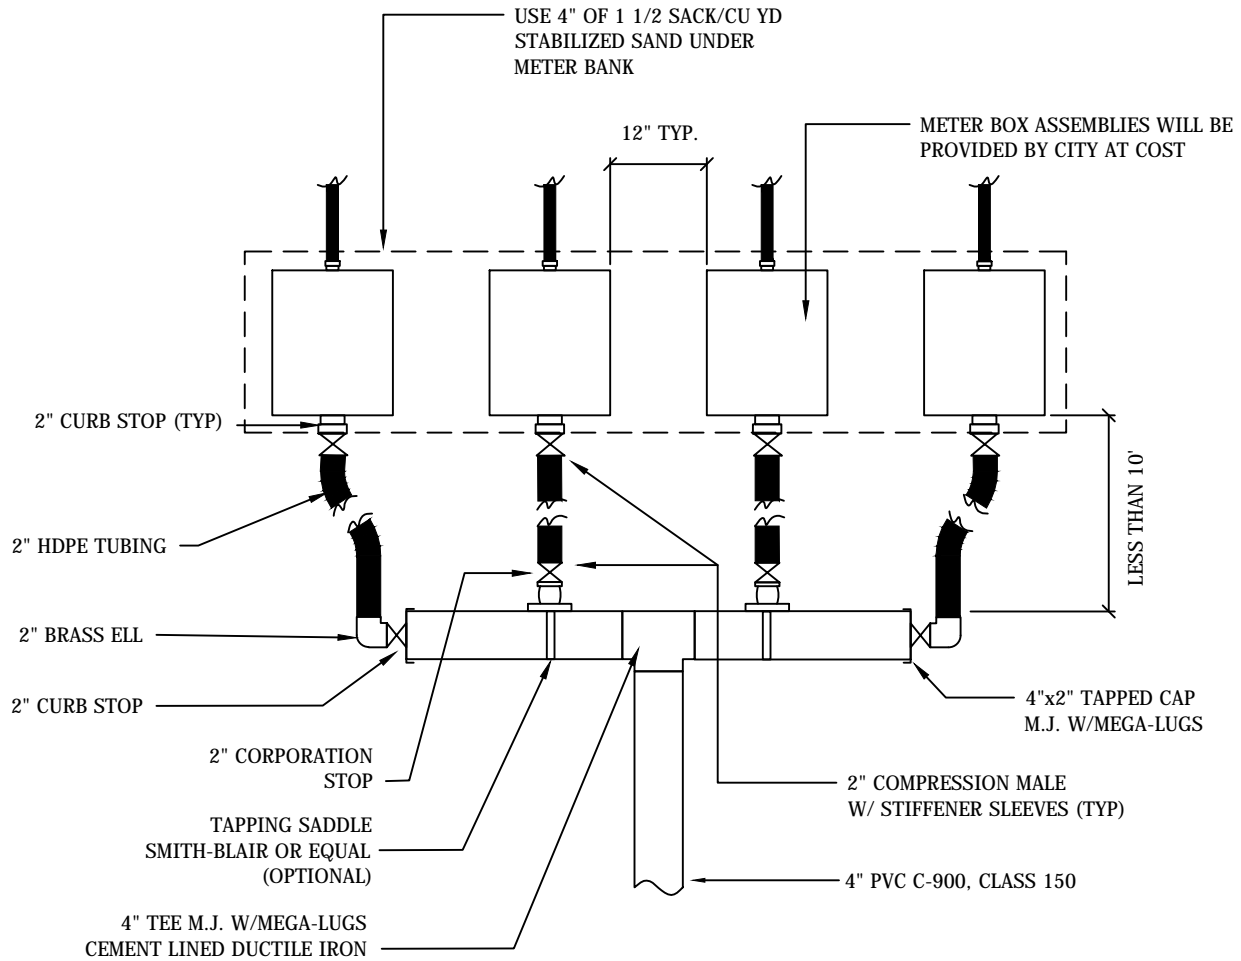 USE 4" OF 1 1/2 SACK/CU YD
STABILIZED SAND UNDER
METER BANK
12" TYP.
METER BOX ASSEMBLIES WILL BE
PROVIDED BY CITY AT COST
2" CURB STOP (TYP)
LESS THAN 10'
2" HDPE TUBING
2" BRASS ELL
2" CURB STOP
4"x2" TAPPED CAP
M.J. W/MEGA-LUGS
2" CORPORATION
STOP
2" COMPRESSION MALE
W/ STIFFENER SLEEVES (TYP)
TAPPING SADDLE
SMITH-BLAIR OR EQUAL
(OPTIONAL)
4" PVC C-900, CLASS 150
4" TEE M.J. W/MEGA-LUGS
CEMENT LINED DUCTILE IRON